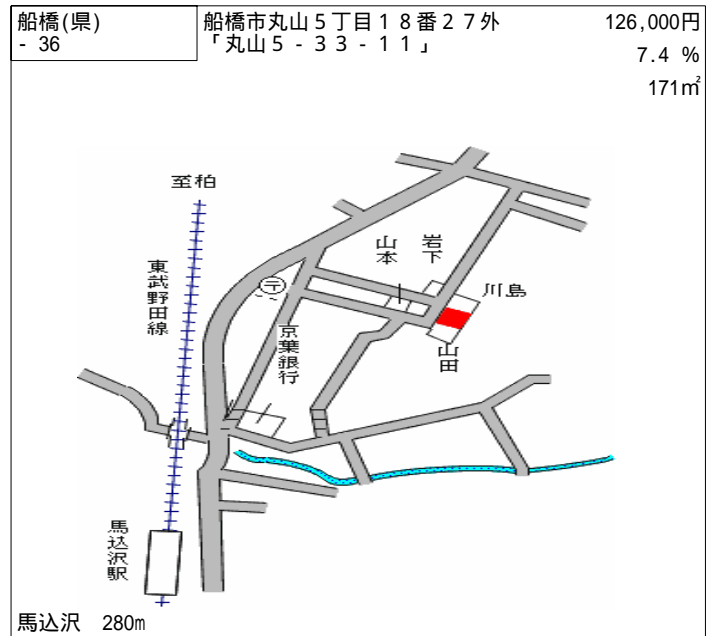 船橋(県)
- 36
船橋市丸山5丁目18番27外
「丸山5-33-11」
126,000円
7.4 %
171㎡
至柏
東武野田線
〒
京葉銀行
山本
岩下
川島
山田
馬込沢駅
馬込沢 280m